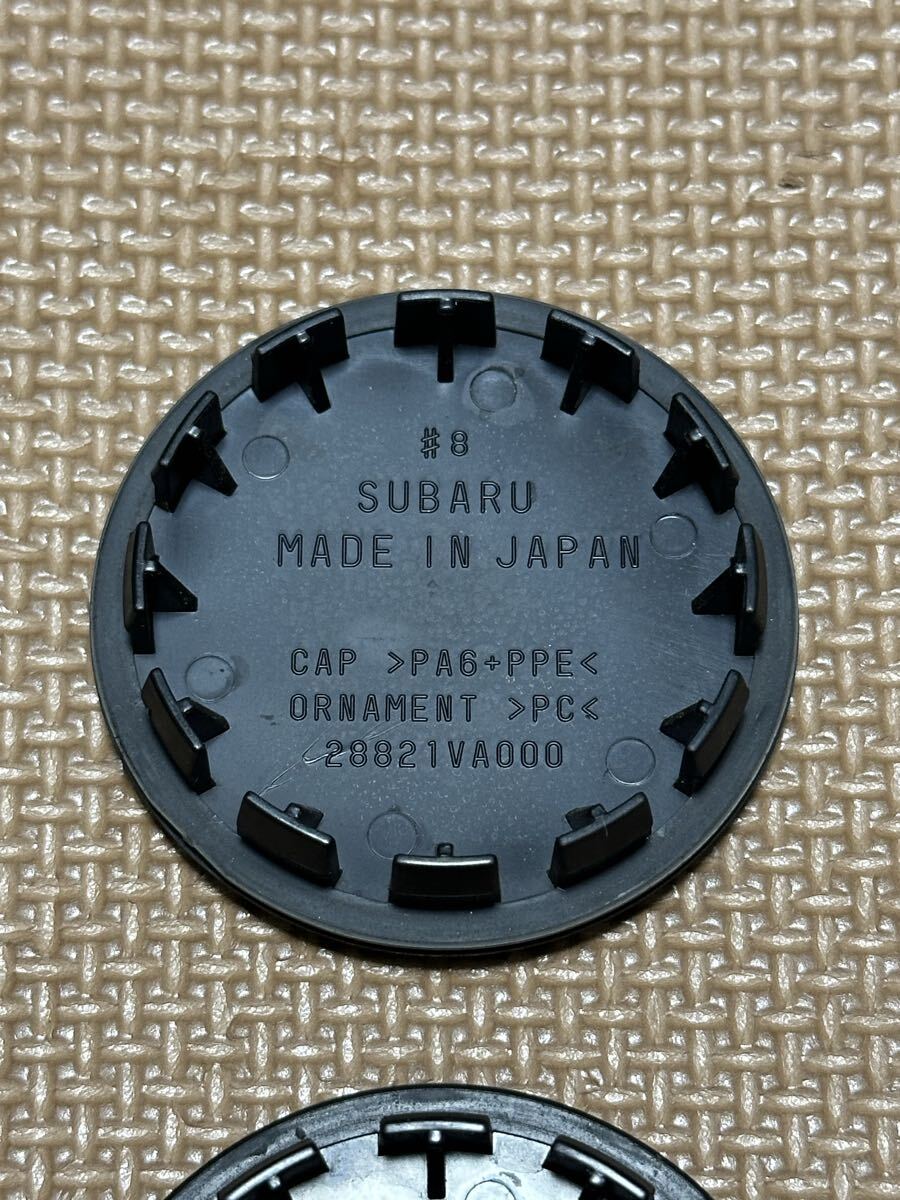 #8
SUBARU
MADE IN JAPAN
CAP >PA6+PPE<
ORNAMENT >PC<
28821VA000